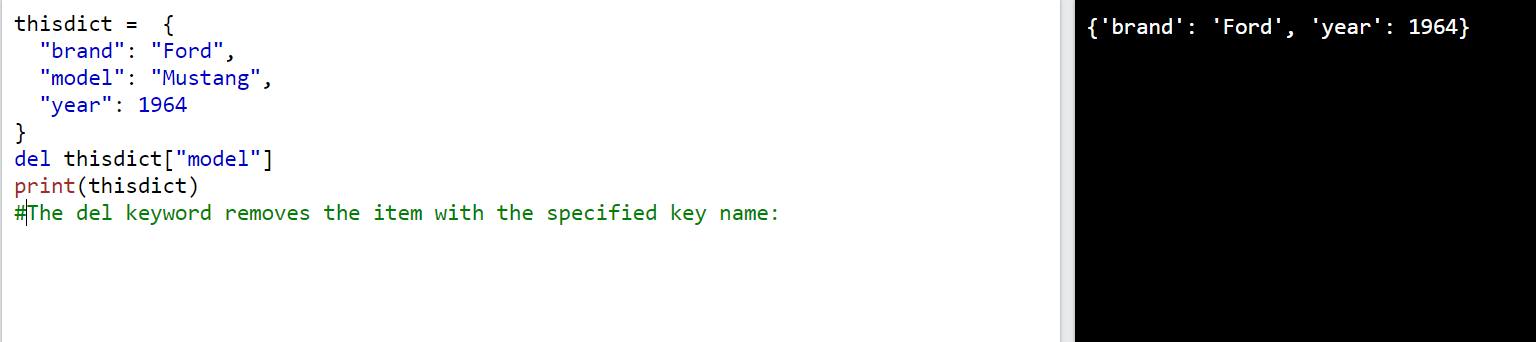 thisdict =  {
  "brand": "Ford",
  "model": "Mustang",
  "year": 1964
}
del thisdict["model"]
print(thisdict)
#The del keyword removes the item with the specified key name:
{'brand': 'Ford', 'year': 1964}